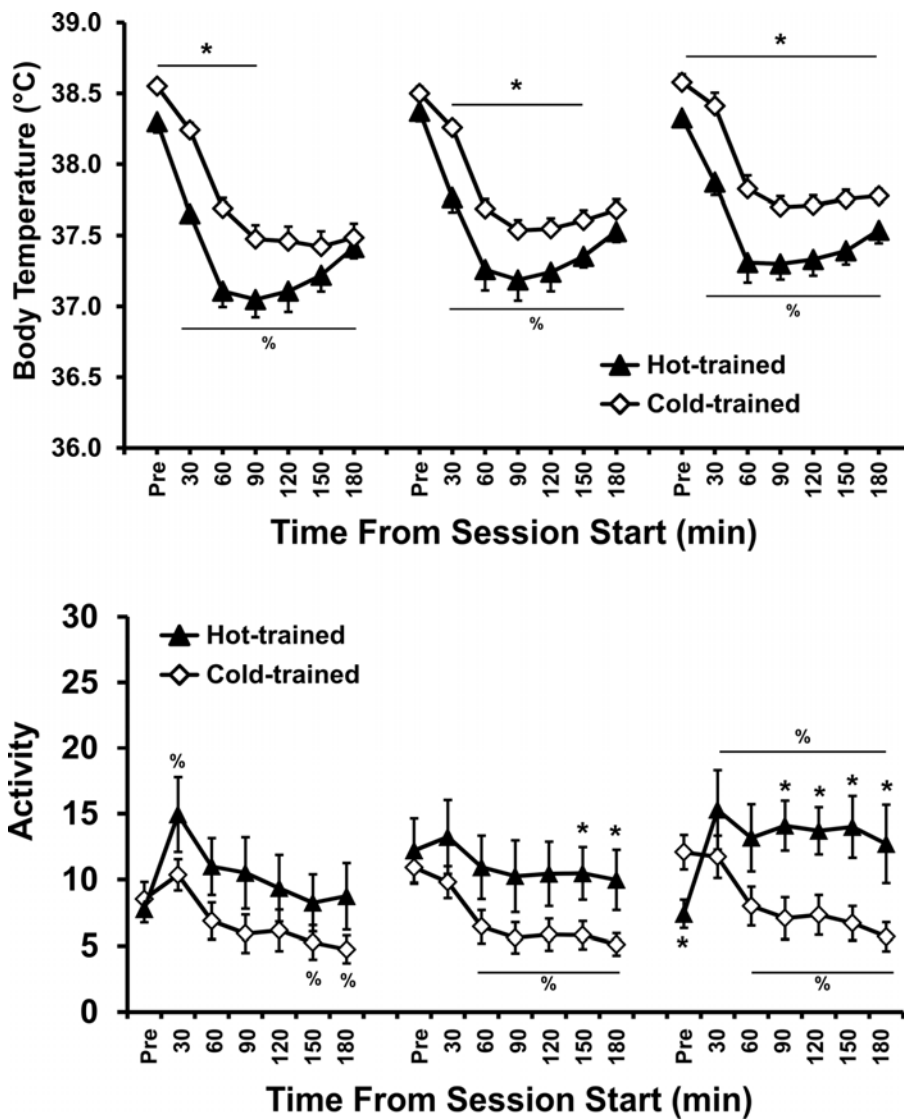 39.0
38.5
38.0
37.5
37.0
36.5
36.0
Body Temperature (°C)
*
*
*
%
%
%
Hot-trained
Cold-trained
Pre 30 60 90 120 150 180 Pre 30 60 90 120 150 180 Pre 30 60 90 120 150 180
Time From Session Start (min)
30
25
20
15
10
5
0
Activity
Hot-trained
Cold-trained
%
% %
* *
%
%
* * * *
*
%
Pre 30 60 90 120 150 180 Pre 30 60 90 120 150 180 Pre 30 60 90 120 150 180
Time From Session Start (min)